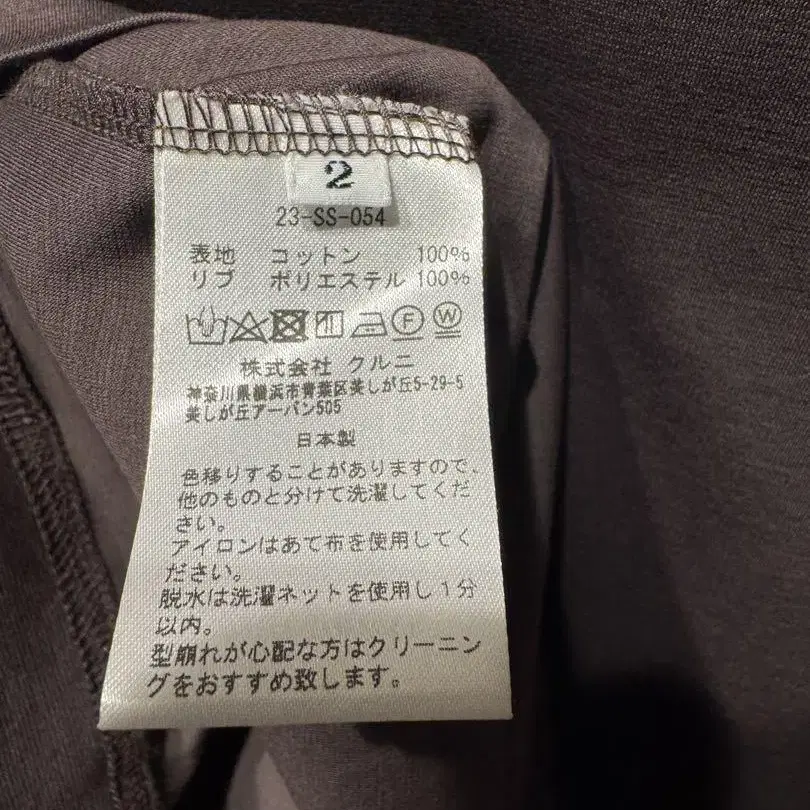 2
23-SS-054
表地 コットン 100%
リブ ポリエステル 100%
F W
株式会社 クルニ
神奈川県横浜市青葉区美しが丘5-29-5
美しが丘アーバン505
日本製
色移りすることがありますので、
他のものと分けて洗濯してくだ
さい。
アイロンはあて布を使用してく
ださい。
脱水は洗濯ネットを使用し1分
以内。
型崩れが心配な方はクリーニン
グをおすすめ致します。